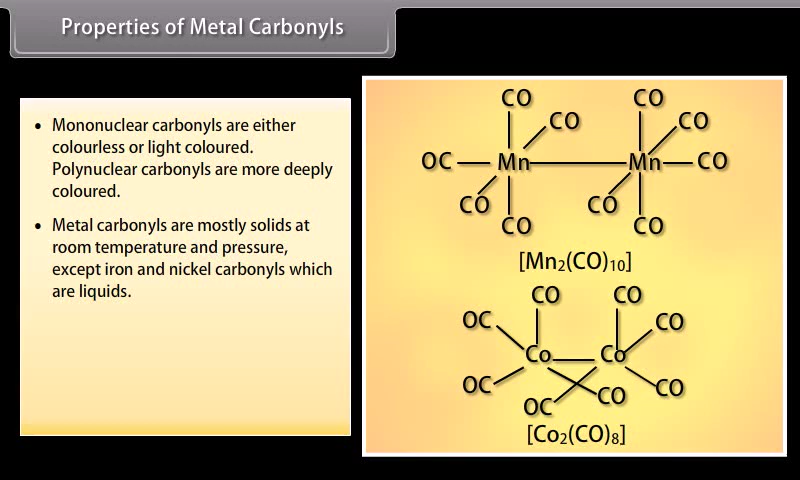 Properties of Metal Carbonyls
• Mononuclear carbonyls are either
colourless or light coloured.
Polynuclear carbonyls are more deeply
coloured.
• Metal carbonyls are mostly solids at
room temperature and pressure,
except iron and nickel carbonyls which
are liquids.
CO CO
CO CO
OC Mn Mn CO
CO CO
CO CO
[Mn₂(CO)₁₀]
CO CO
OC CO
Co Co
OC CO
OC CO
[Co₂(CO)₈]